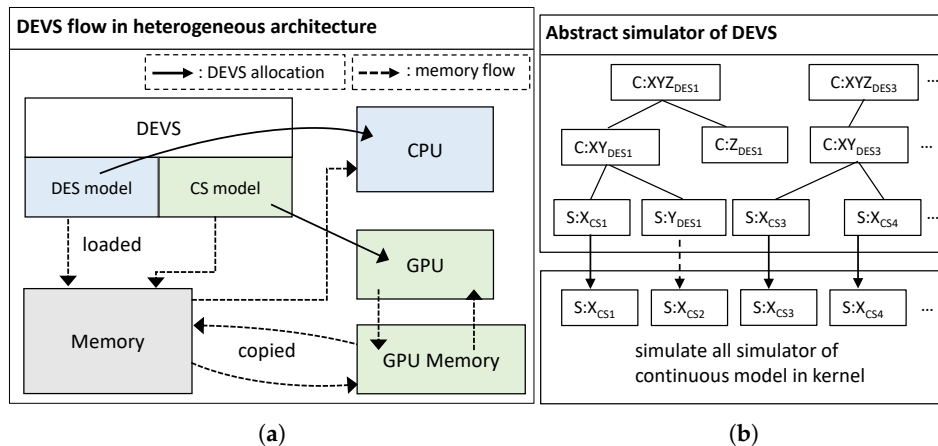 DEVS flow in heterogeneous architecture
: DEVS allocation
: memory flow
DEVS
DES model
CS model
CPU
loaded
GPU
Memory
copied
GPU Memory
(a)
Abstract simulator of DEVS
C:XYZDES1
C:XYZDES3
...
C:XYDES1
C:ZDES1
C:XYDES3
...
S:XCS1
S:YDES1
S:XCS3
S:XCS4
...
S:XCS1
S:XCS2
S:XCS3
S:XCS4
...
simulate all simulator of
continuous model in kernel
(b)